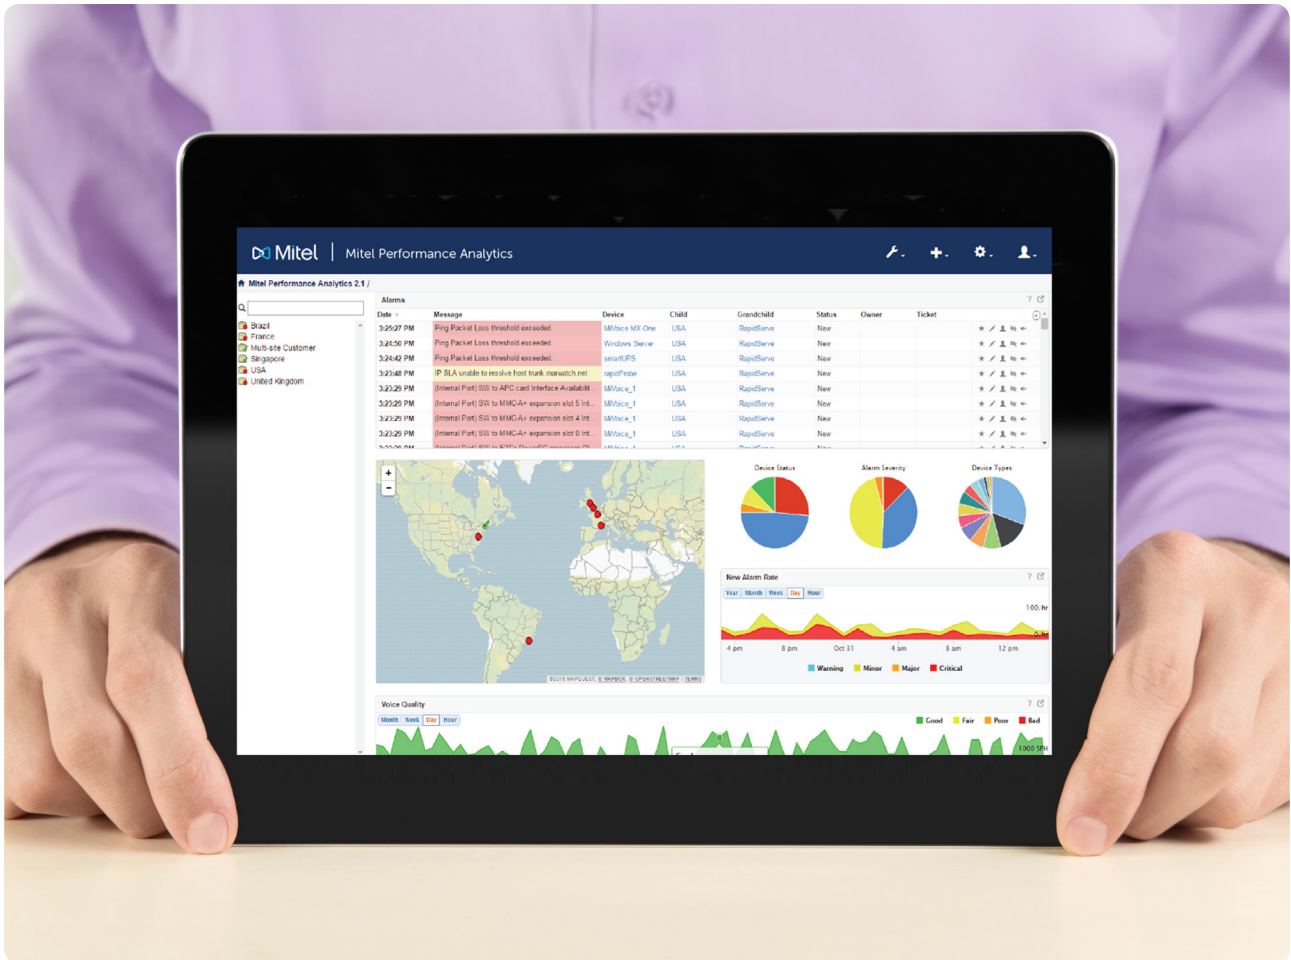 Mitel | Mitel Performance Analytics
Mitel Performance Analytics 2.1 /
Brazil
France
Multi-site Customer
Singapore
USA
United Kingdom
Alarms
Date Message Device Child Grandchild Status Owner Ticket
3:25:27 PM Ping Packet Loss threshold exceeded. MiVoice MX-One USA RapidServe New
3:24:50 PM Ping Packet Loss threshold exceeded. Windows Server USA RapidServe New
3:24:42 PM Ping Packet Loss threshold exceeded. smartUPS USA RapidServe New
3:23:48 PM IP SLA unable to resolve host trunk.marwatch.net rapidProbe USA RapidServe New
3:23:29 PM (Internal Port) SW to APC card Interface Availabilit... MiVoice_1 USA RapidServe New
3:23:29 PM (Internal Port) SW to MMC-A+ expansion slot 5 Int... MiVoice_1 USA RapidServe New
3:23:29 PM (Internal Port) SW to MMC-A+ expansion slot 4 Int... MiVoice_1 USA RapidServe New
3:23:29 PM (Internal Port) SW to MMC-A+ expansion slot 0 Int... MiVoice_1 USA RapidServe New
+
−
©2015 MAPQUEST, © MAPBOX, © OPENSTREETMAP | TERMS
Device Status Alarm Severity Device Types
New Alarm Rate
Year Month Week Day Hour
100/hr
0/hr
4 pm 8 pm Oct 31 4 am 8 am 12 pm
Warning Minor Major Critical
Voice Quality
Month Week Day Hour
Good Fair Poor Bad
1000 SPH